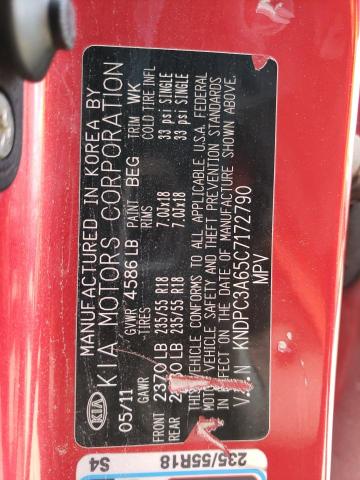 MANUFACTURED IN KOREA BY
KIA MOTORS CORPORATION
KIA
05/11 GVWR 4586 LB PAINT BEG TRIM WK
GAWR TIRES RIMS COLD TIRE INFL
FRONT 2370 LB 235/55 R18 7.0JX18 33 psi SINGLE
REAR LB 235/55 R18 7.0JX18 33 psi SINGLE
THIS VEHICLE CONFORMS TO ALL APPLICABLE U.S.A. FEDERAL
MOTOR VEHICLE SAFETY AND THEFT PREVENTION STANDARDS
IN EFFECT ON THE DATE OF MANUFACTURE SHOWN ABOVE.
V.I.N KNDPC3A65C7172790
MPV
S4 235/55R18